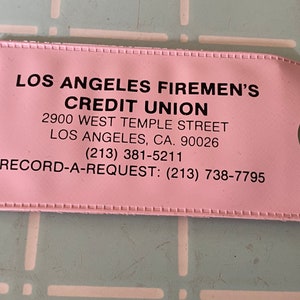 LOS ANGELES FIREMEN'S
CREDIT UNION
2900 WEST TEMPLE STREET
LOS ANGELES, CA. 90026
(213) 381-5211
RECORD-A-REQUEST: (213) 738-7795